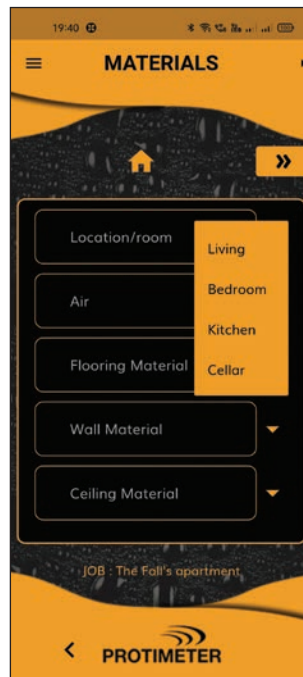 19:40
MATERIALS
Location/room
Living
Bedroom
Air
Kitchen
Flooring Material
Cellar
Wall Material
Ceiling Material
JOB : The Fall's apartment
PROTIMETER